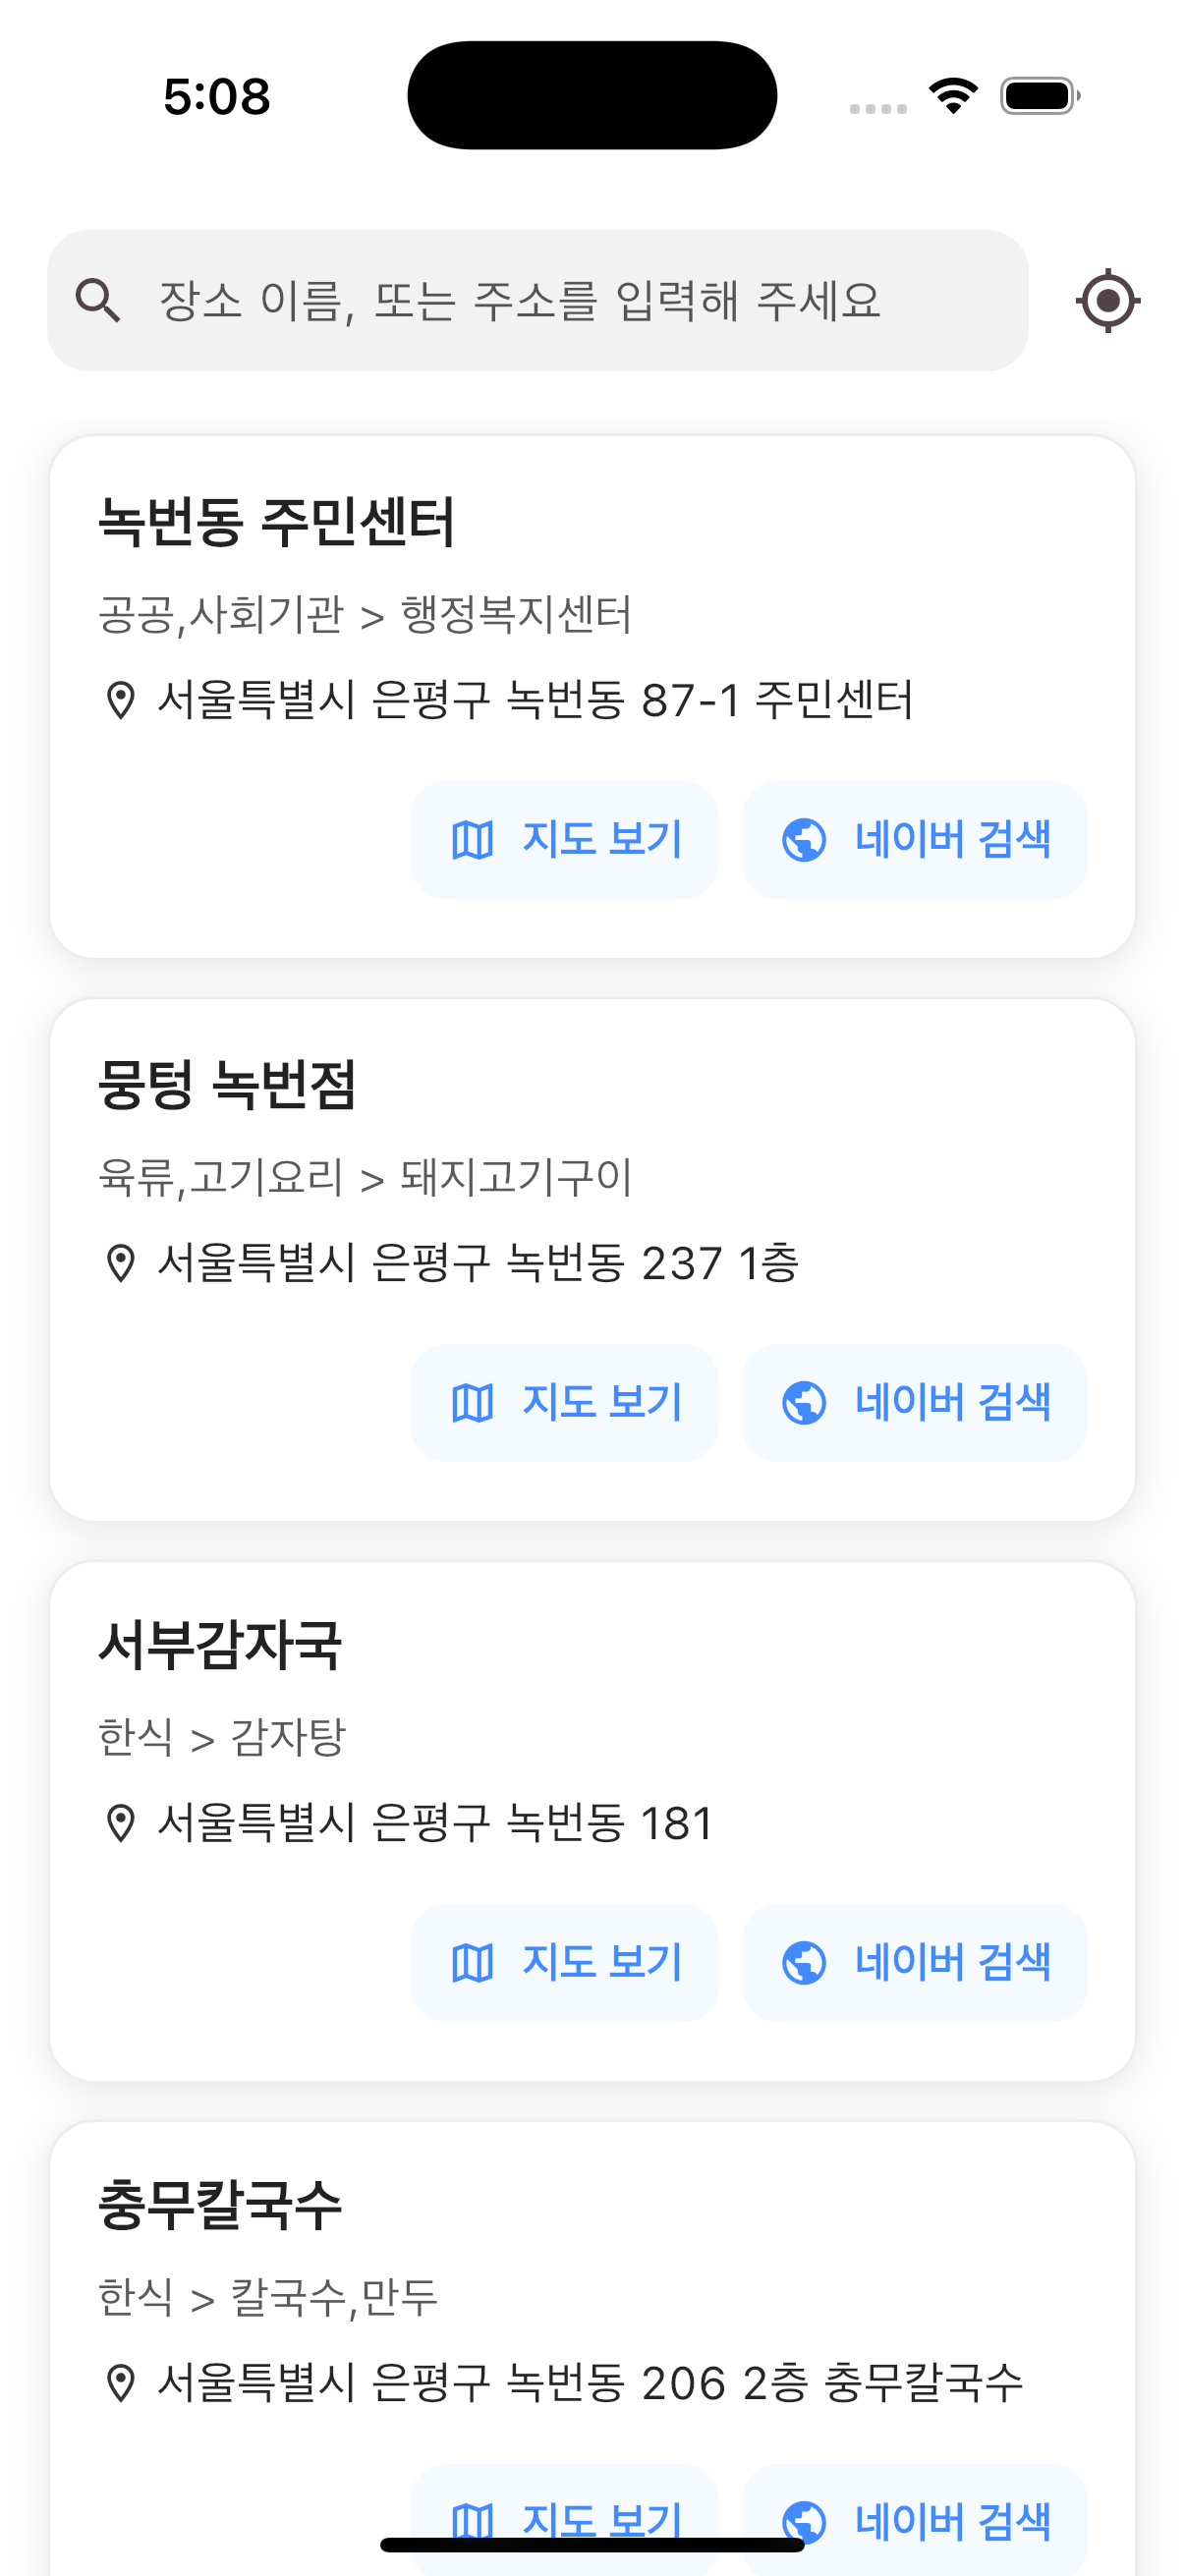 5:08
장소 이름, 또는 주소를 입력해 주세요
녹번동 주민센터
공공,사회기관 > 행정복지센터
서울특별시 은평구 녹번동 87-1 주민센터
지도 보기 네이버 검색
뭉텅 녹번점
육류,고기요리 > 돼지고기구이
서울특별시 은평구 녹번동 237 1층
지도 보기 네이버 검색
서부감자국
한식 > 감자탕
서울특별시 은평구 녹번동 181
지도 보기 네이버 검색
충무칼국수
한식 > 칼국수,만두
서울특별시 은평구 녹번동 206 2층 충무칼국수
지도 보기 네이버 검색